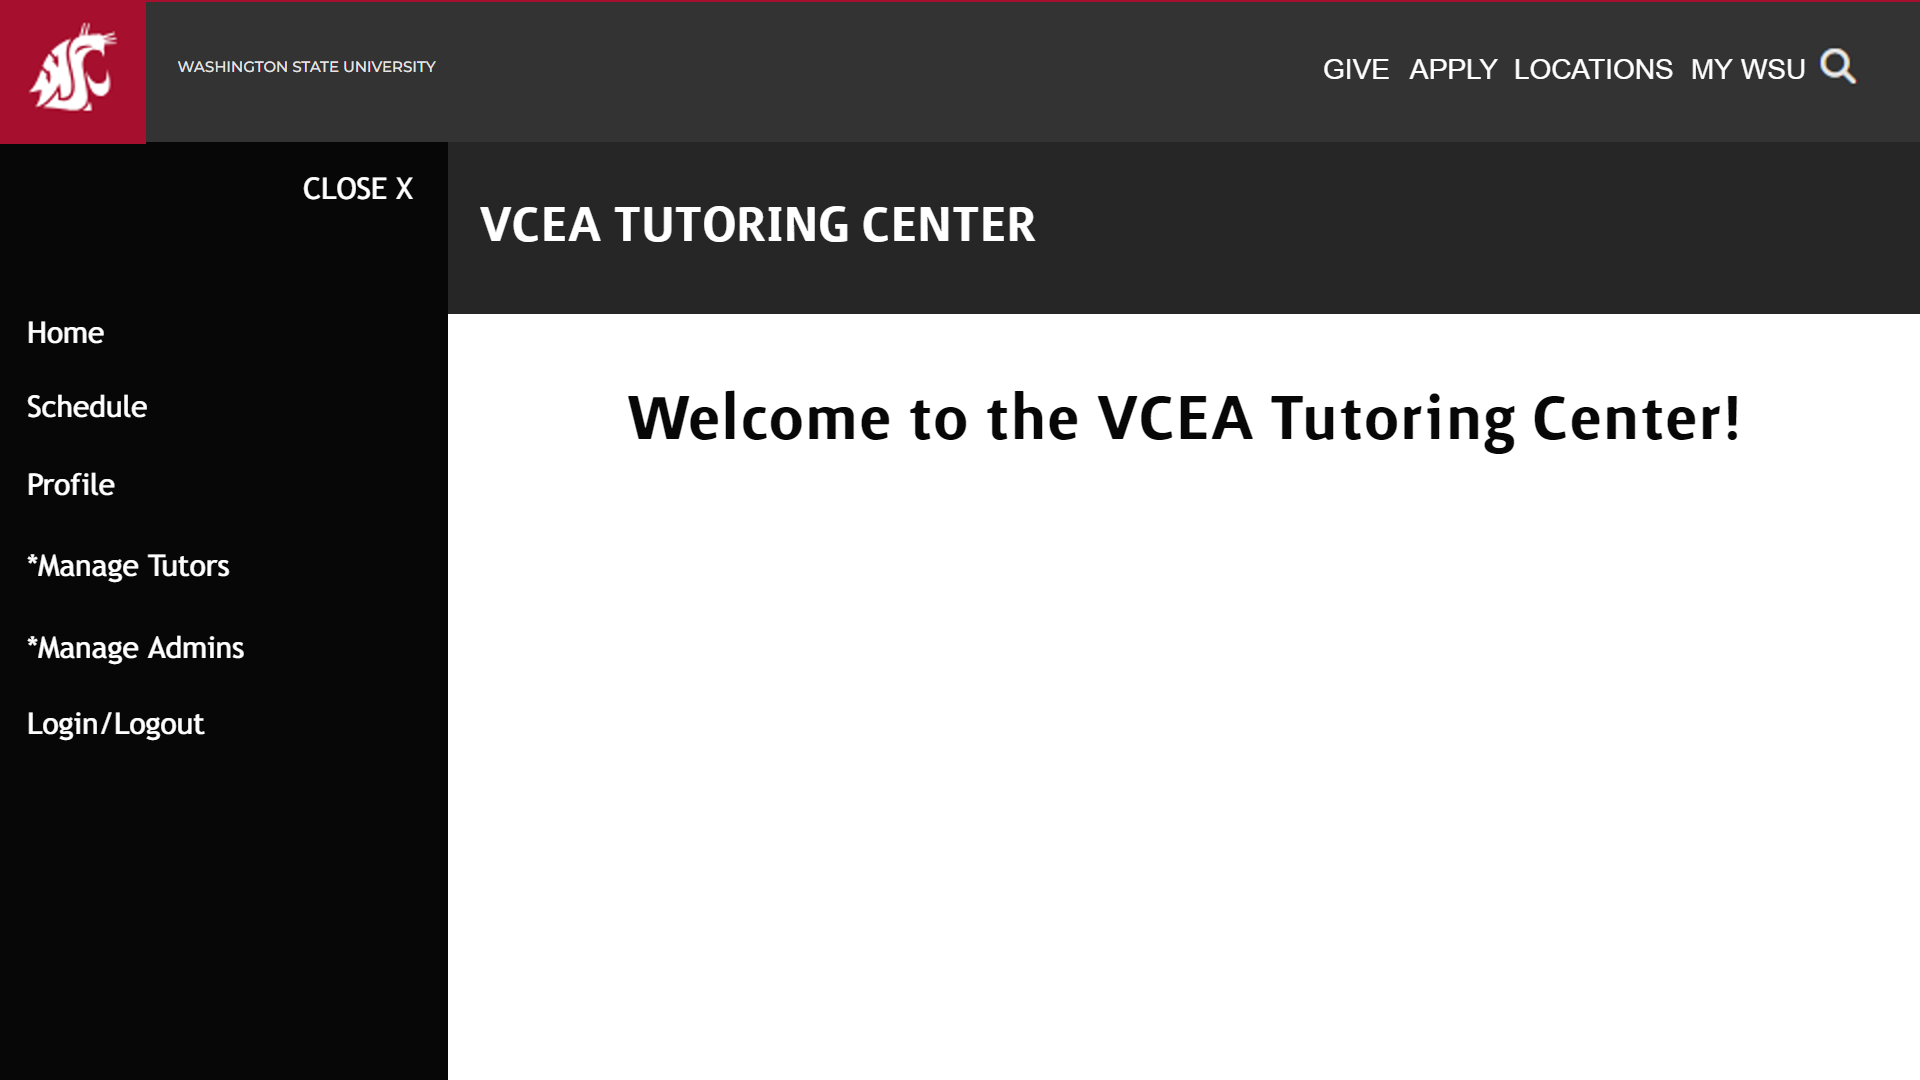 WASHINGTON STATE UNIVERSITY
GIVE APPLY LOCATIONS MY WSU
CLOSE X
VCEA TUTORING CENTER
Home
Schedule
Profile
*Manage Tutors
*Manage Admins
Login/Logout
Welcome to the VCEA Tutoring Center!